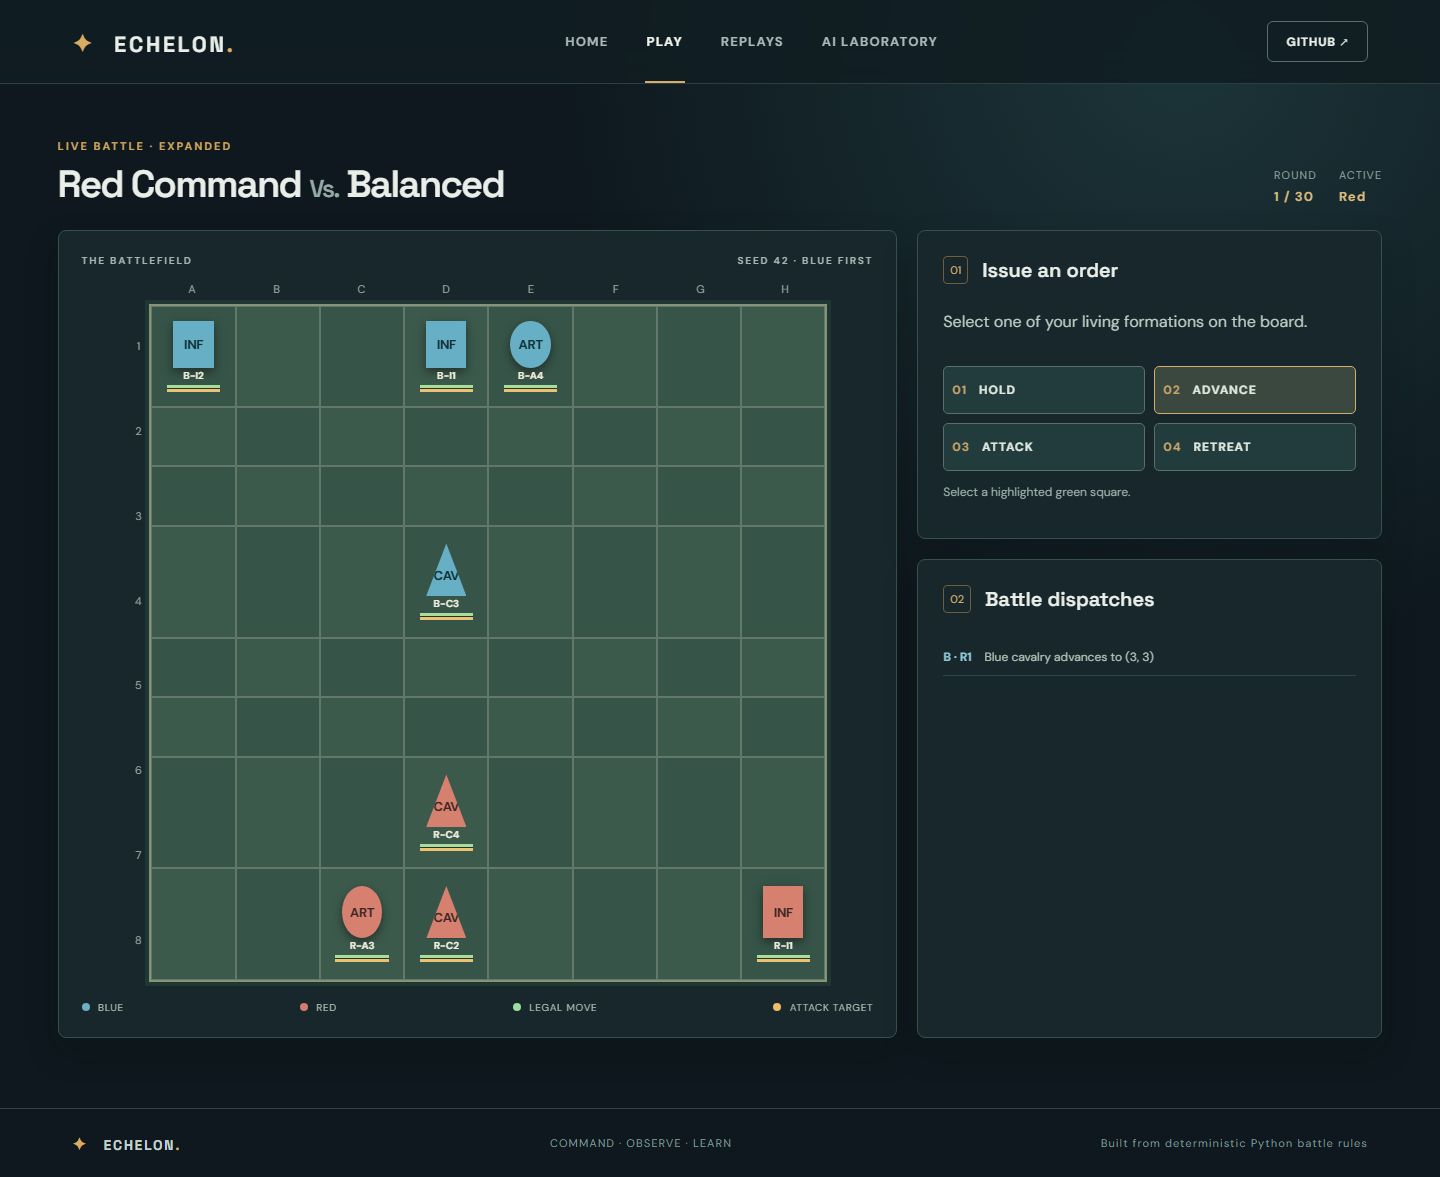 ✦ ECHELON.
HOME PLAY REPLAYS AI LABORATORY
GITHUB ↗
LIVE BATTLE · EXPANDED
Red Command Vs. Balanced
ROUND ACTIVE
1 / 30 Red
THE BATTLEFIELD SEED 42 · BLUE FIRST
A B C D E F G H
1
INF INF ART
B-I2 B-I1 B-A4
2
3
4
CAV
B-C3
5
6
7
CAV
R-C4
8
ART CAV INF
R-A3 R-C2 R-I1
BLUE RED LEGAL MOVE ATTACK TARGET
01 Issue an order
Select one of your living formations on the board.
01 HOLD 02 ADVANCE
03 ATTACK 04 RETREAT
Select a highlighted green square.
02 Battle dispatches
B · R1 Blue cavalry advances to (3, 3)
✦ ECHELON.
COMMAND · OBSERVE · LEARN
Built from deterministic Python battle rules